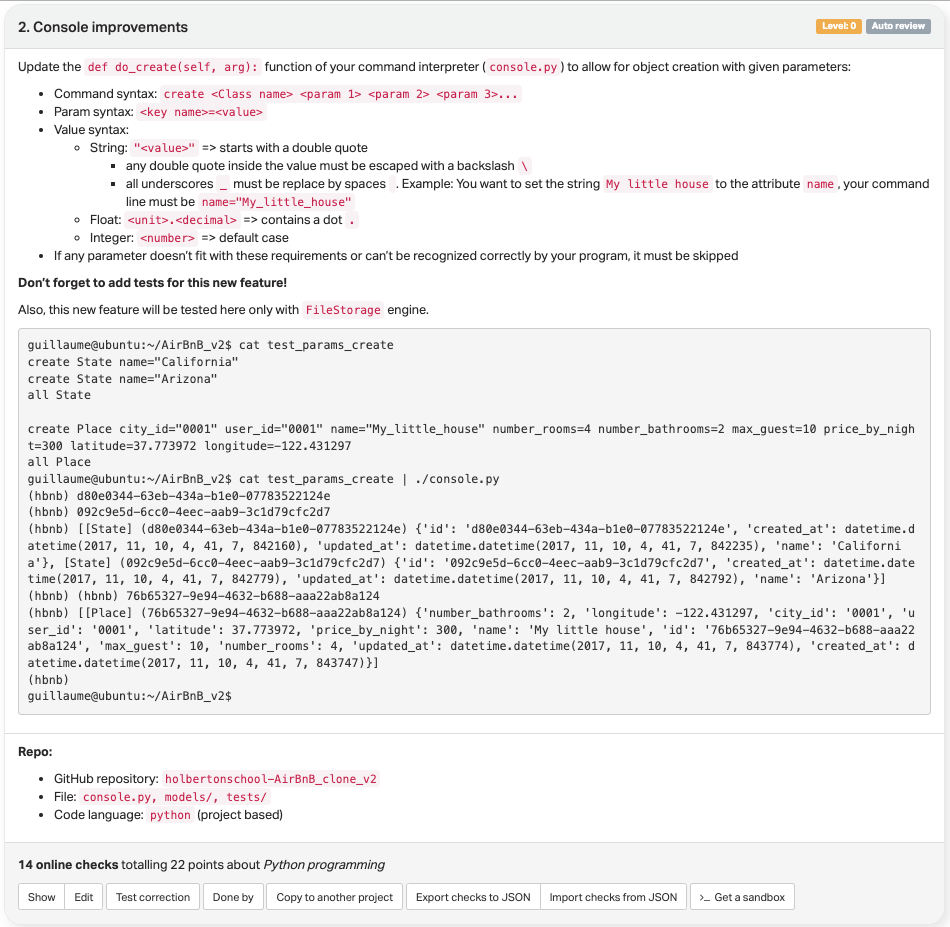 2. Console improvements
Level: 0
Auto review
Update the def do_create(self, arg): function of your command interpreter ( console.py ) to allow for object creation with given parameters:
Command syntax: create <Class name> <param 1> <param 2> <param 3>...
Param syntax: <key name>=<value>
Value syntax:
String: "<value>" => starts with a double quote
any double quote inside the value must be escaped with a backslash \
all underscores _ must be replace by spaces . Example: You want to set the string My little house to the attribute name , your command
line must be name="My_little_house"
Float: <unit>.<decimal> => contains a dot .
Integer: <number> => default case
If any parameter doesn't fit with these requirements or can't be recognized correctly by your program, it must be skipped
Don't forget to add tests for this new feature!
Also, this new feature will be tested here only with FileStorage engine.
guillaume@ubuntu:~/AirBnB_v2$ cat test_params_create
create State name="California"
create State name="Arizona"
all State
create Place city_id="0001" user_id="0001" name="My_little_house" number_rooms=4 number_bathrooms=2 max_guest=10 price_by_nigh
t=300 latitude=37.773972 longitude=-122.431297
all Place
guillaume@ubuntu:~/AirBnB_v2$ cat test_params_create | ./console.py
(hbnb) d80e0344-63eb-434a-b1e0-07783522124e
(hbnb) 092c9e5d-6cc0-4eec-aab9-3c1d79cfc2d7
(hbnb) [[State] (d80e0344-63eb-434a-b1e0-07783522124e) {'id': 'd80e0344-63eb-434a-b1e0-07783522124e', 'created_at': datetime.d
atetime(2017, 11, 10, 4, 41, 7, 842160), 'updated_at': datetime.datetime(2017, 11, 10, 4, 41, 7, 842235), 'name': 'Californi
a'}, [State] (092c9e5d-6cc0-4eec-aab9-3c1d79cfc2d7) {'id': '092c9e5d-6cc0-4eec-aab9-3c1d79cfc2d7', 'created_at': datetime.date
time(2017, 11, 10, 4, 41, 7, 842779), 'updated_at': datetime.datetime(2017, 11, 10, 4, 41, 7, 842792), 'name': 'Arizona'}]
(hbnb) (hbnb) 76b65327-9e94-4632-b688-aaa22ab8a124
(hbnb) [[Place] (76b65327-9e94-4632-b688-aaa22ab8a124) {'number_bathrooms': 2, 'longitude': -122.431297, 'city_id': '0001', 'u
ser_id': '0001', 'latitude': 37.773972, 'price_by_night': 300, 'name': 'My little house', 'id': '76b65327-9e94-4632-b688-aaa22
ab8a124', 'max_guest': 10, 'number_rooms': 4, 'updated_at': datetime.datetime(2017, 11, 10, 4, 41, 7, 843774), 'created_at': d
atetime.datetime(2017, 11, 10, 4, 41, 7, 843747)}]
(hbnb)
guillaume@ubuntu:~/AirBnB_v2$
Repo:
GitHub repository: holbertonschool-AirBnB_clone_v2
File: console.py, models/, tests/
Code language: python (project based)
14 online checks totalling 22 points about Python programming
Show Edit Test correction Done by Copy to another project Export checks to JSON Import checks from JSON >_ Get a sandbox